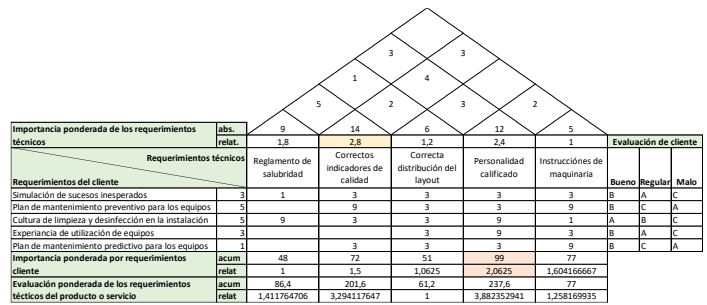 3
3
1
4
5
2
3
2
Importancia ponderada de los requerimientos técnicos abs. 9 14 6 12 5
relat. 1,8 2,8 1,2 2,4 1 Evaluación de cliente
Requerimientos técnicos
Requerimientos del cliente
Reglamento de salubridad
Correctos indicadores de calidad
Correcta distribución del layout
Personalidad calificado
Instrucciónes de maquinaria
Bueno Regular Malo
Simulación de sucesos inesperados 3 1 3 3 3 3 B A C
Plan de mantenimiento preventivo para los equipos 5 9 3 3 9 B C A
Cultura de limpieza y desinfección en la instalación 5 9 3 3 9 1 A B C
Experiancia de utilización de equipos 3 3 9 3 B A C
Plan de mantenimiento predictivo para los equipos 1 3 3 3 9 B C A
Importancia ponderada por requerimientos cliente acum 48 72 51 99 77
relat 1 1,5 1,0625 2,0625 1,604166667
Evaluación ponderada de los requerimientos técticos del producto o servicio acum 86,4 201,6 61,2 237,6 77
relat 1,411764706 3,294117647 1 3,882352941 1,258169935